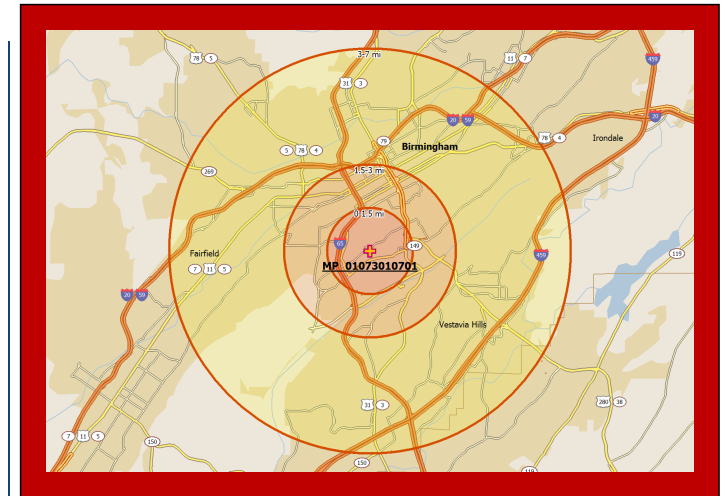 3-7 mi
78 5
11 7
459
31 3
20 59
20
78 4
79
Irondale
5 78 4
Birmingham
1.5-3 mi
269
0-1.5 mi
65
149
Fairfield
MP_01073010701
459
119
7 11 5
20 59
Vestavia Hills
31 3
280 38
7 11 5
150
150
119